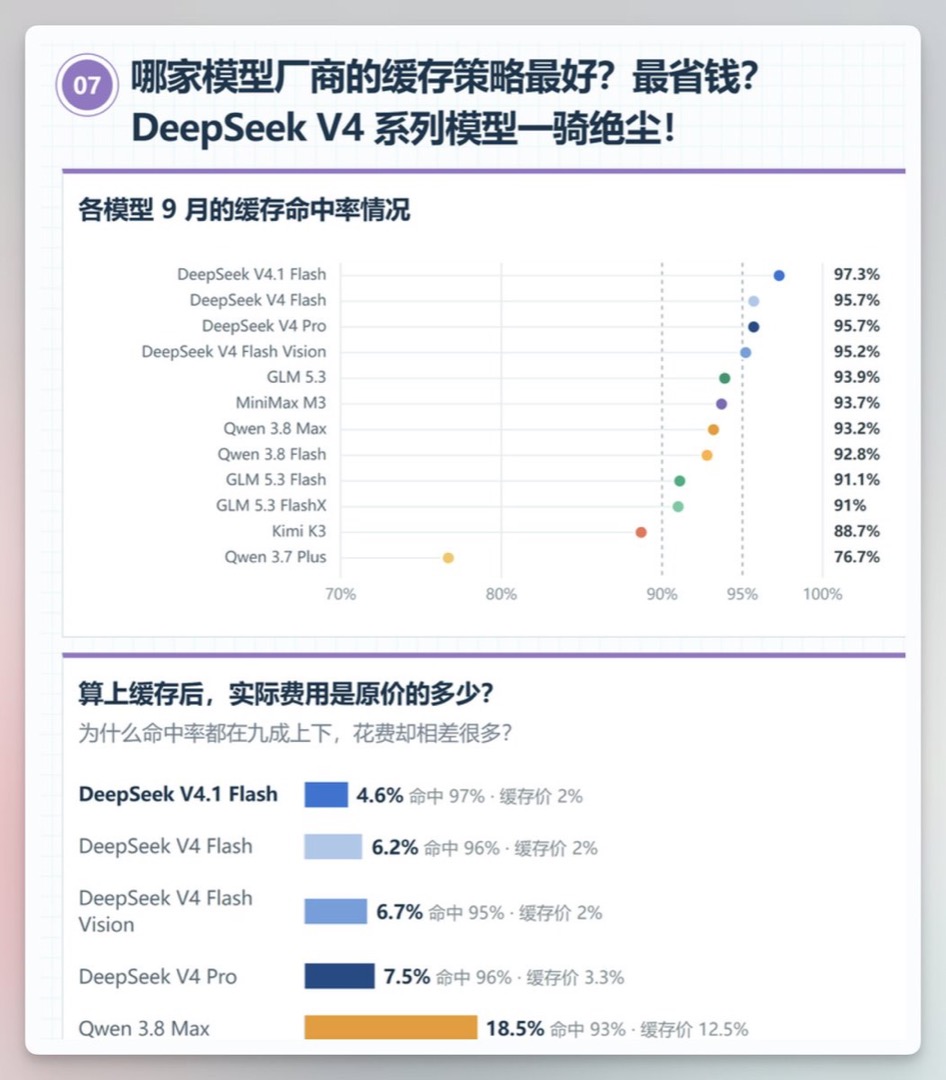 07
哪家模型厂商的缓存策略最好？最省钱？
DeepSeek V4 系列模型一骑绝尘！
各模型 9 月的缓存命中率情况
DeepSeek V4.1 Flash 97.3%
DeepSeek V4 Flash 95.7%
DeepSeek V4 Pro 95.7%
DeepSeek V4 Flash Vision 95.2%
GLM 5.3 93.9%
MiniMax M3 93.7%
Qwen 3.8 Max 93.2%
Qwen 3.8 Flash 92.8%
GLM 5.3 Flash 91.1%
GLM 5.3 FlashX 91%
Kimi K3 88.7%
Qwen 3.7 Plus 76.7%
70% 80% 90% 95% 100%
算上缓存后，实际费用是原价的多少？
为什么命中率都在九成上下，花费却相差很多？
DeepSeek V4.1 Flash 4.6% 命中 97% · 缓存价 2%
DeepSeek V4 Flash 6.2% 命中 96% · 缓存价 2%
DeepSeek V4 Flash
Vision 6.7% 命中 95% · 缓存价 2%
DeepSeek V4 Pro 7.5% 命中 96% · 缓存价 3.3%
Qwen 3.8 Max 18.5% 命中 93% · 缓存价 12.5%